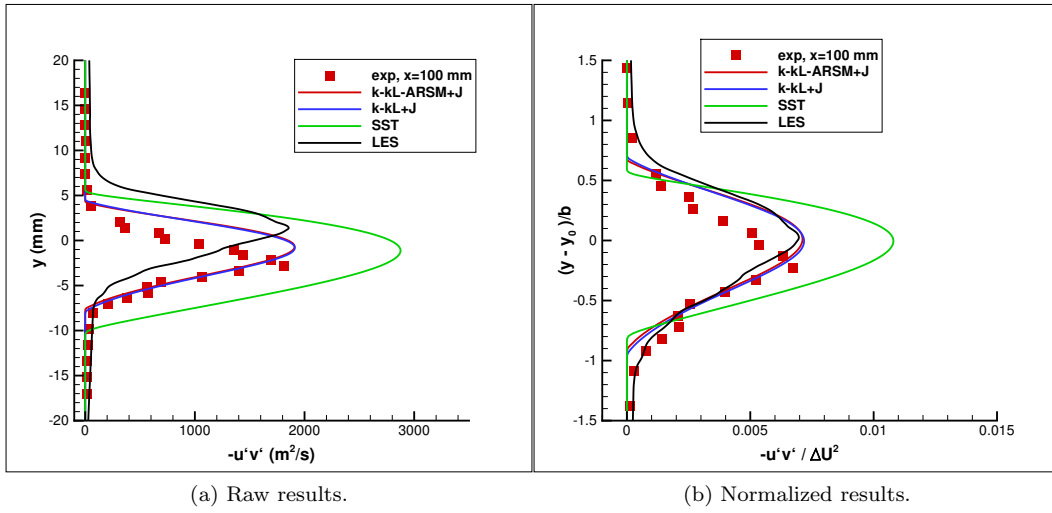 20
15
10
5
0
-5
-10
-15
-20
y (mm)
0
1000
2000
3000
-u‘v‘ (m²/s)
exp, x=100 mm
k-kL-ARSM+J
k-kL+J
SST
LES
(a) Raw results.
1.5
1
0.5
0
-0.5
-1
-1.5
(y - y₀ )/b
0
0.005
0.01
0.015
-u‘v‘ / ΔU²
exp, x=100 mm
k-kL-ARSM+J
k-kL+J
SST
LES
(b) Normalized results.